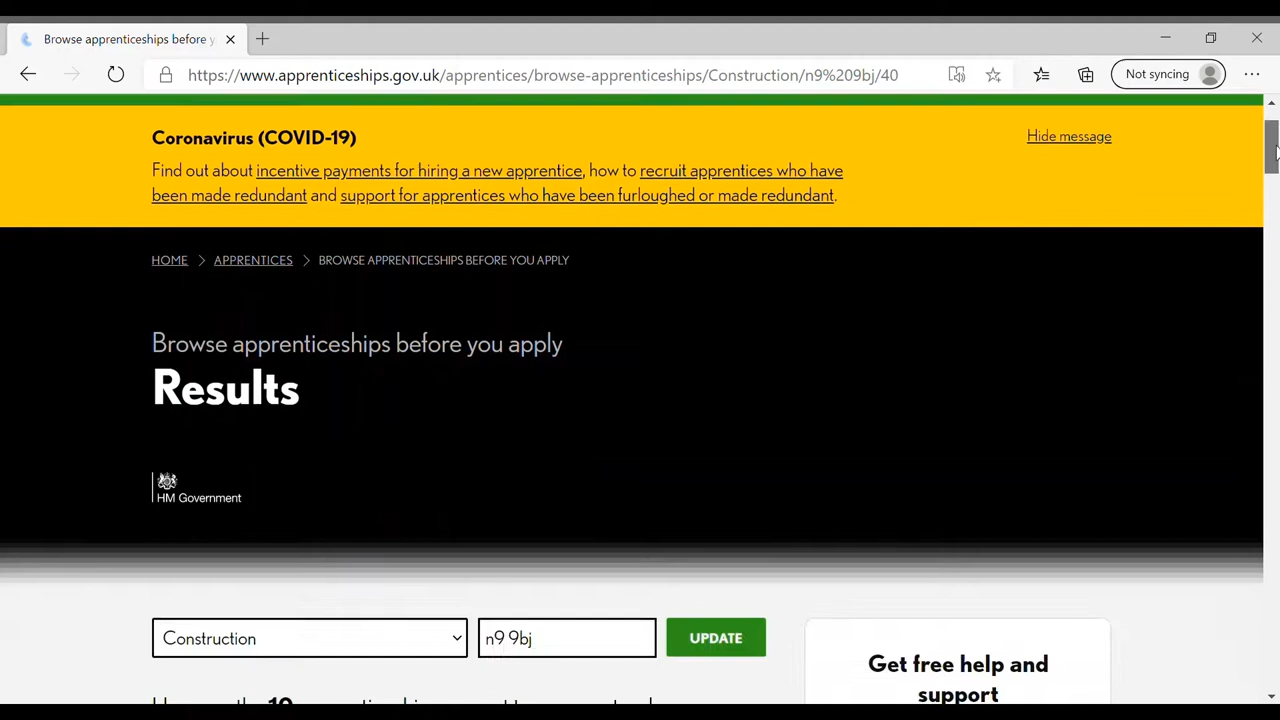 Browse apprenticeships before y
Not syncing
https://www.apprenticeships.gov.uk/apprentices/browse-apprenticeships/Construction/n9%209bj/40
Coronavirus (COVID-19)
Hide message
Find out about incentive payments for hiring a new apprentice, how to recruit apprentices who have
been made redundant and support for apprentices who have been furloughed or made redundant.
HOME > APPRENTICES > BROWSE APPRENTICESHIPS BEFORE YOU APPLY
Browse apprenticeships before you apply
Results
HM Government
Construction
n9 9bj
UPDATE
Get free help and
support